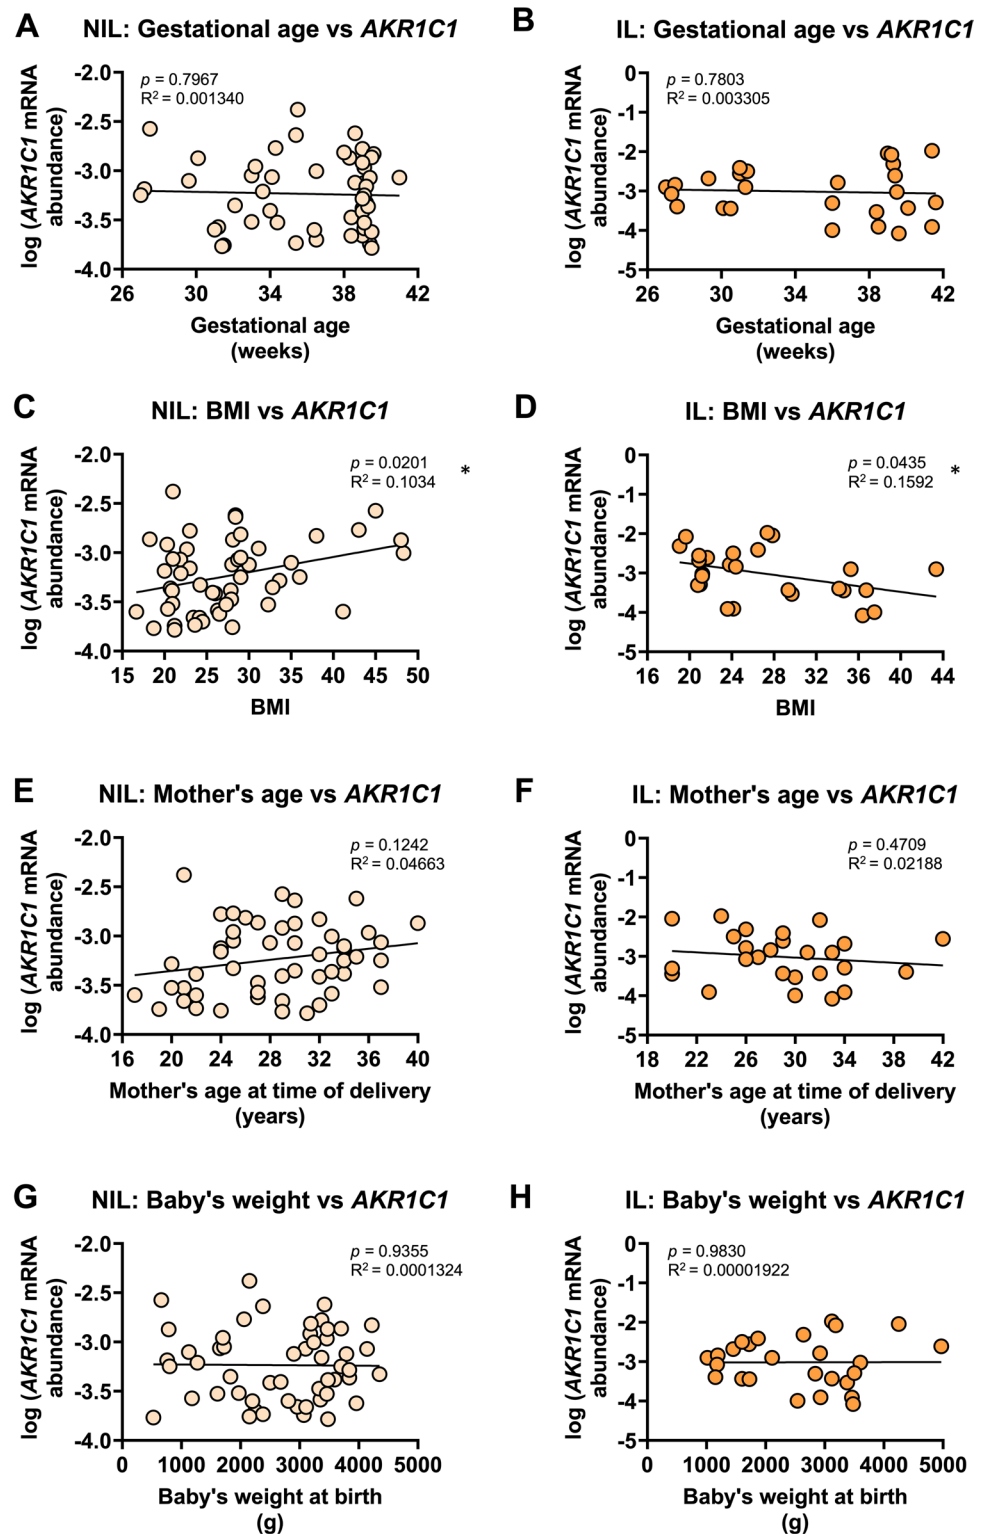 A
NIL: Gestational age vs AKR1C1
p = 0.7967
R² = 0.001340
log (AKR1C1 mRNA
abundance)
-2.0
-2.5
-3.0
-3.5
-4.0
26 30 34 38 42
Gestational age
(weeks)
B
IL: Gestational age vs AKR1C1
p = 0.7803
R² = 0.003305
log (AKR1C1 mRNA
abundance)
0
-1
-2
-3
-4
-5
26 30 34 38 42
Gestational age
(weeks)
C
NIL: BMI vs AKR1C1
p = 0.0201
R² = 0.1034
*
log (AKR1C1 mRNA
abundance)
-2.0
-2.5
-3.0
-3.5
-4.0
15 20 25 30 35 40 45 50
BMI
D
IL: BMI vs AKR1C1
p = 0.0435
R² = 0.1592
*
log (AKR1C1 mRNA
abundance)
0
-1
-2
-3
-4
-5
16 20 24 28 32 36 40 44
BMI
E
NIL: Mother's age vs AKR1C1
p = 0.1242
R² = 0.04663
log (AKR1C1 mRNA
abundance)
-2.0
-2.5
-3.0
-3.5
-4.0
16 20 24 28 32 36 40
Mother's age at time of delivery
(years)
F
IL: Mother's age vs AKR1C1
p = 0.4709
R² = 0.02188
log (AKR1C1 mRNA
abundance)
0
-1
-2
-3
-4
-5
18 22 26 30 34 38 42
Mother's age at time of delivery
(years)
G
NIL: Baby's weight vs AKR1C1
p = 0.9355
R² = 0.0001324
log (AKR1C1 mRNA
abundance)
-2.0
-2.5
-3.0
-3.5
-4.0
0 1000 2000 3000 4000 5000
Baby's weight at birth
(g)
H
IL: Baby's weight vs AKR1C1
p = 0.9830
R² = 0.00001922
log (AKR1C1 mRNA
abundance)
0
-1
-2
-3
-4
-5
0 1000 2000 3000 4000 5000
Baby's weight at birth
(g)